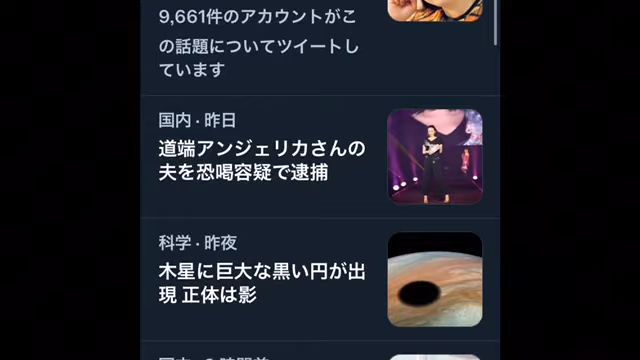 9,661件のアカウントがこ
の話題についてツイートし
ています
国内 · 昨日
道端アンジェリカさんの
夫を恐喝容疑で逮捕
科学 · 昨夜
木星に巨大な黒い円が出
現 正体は影